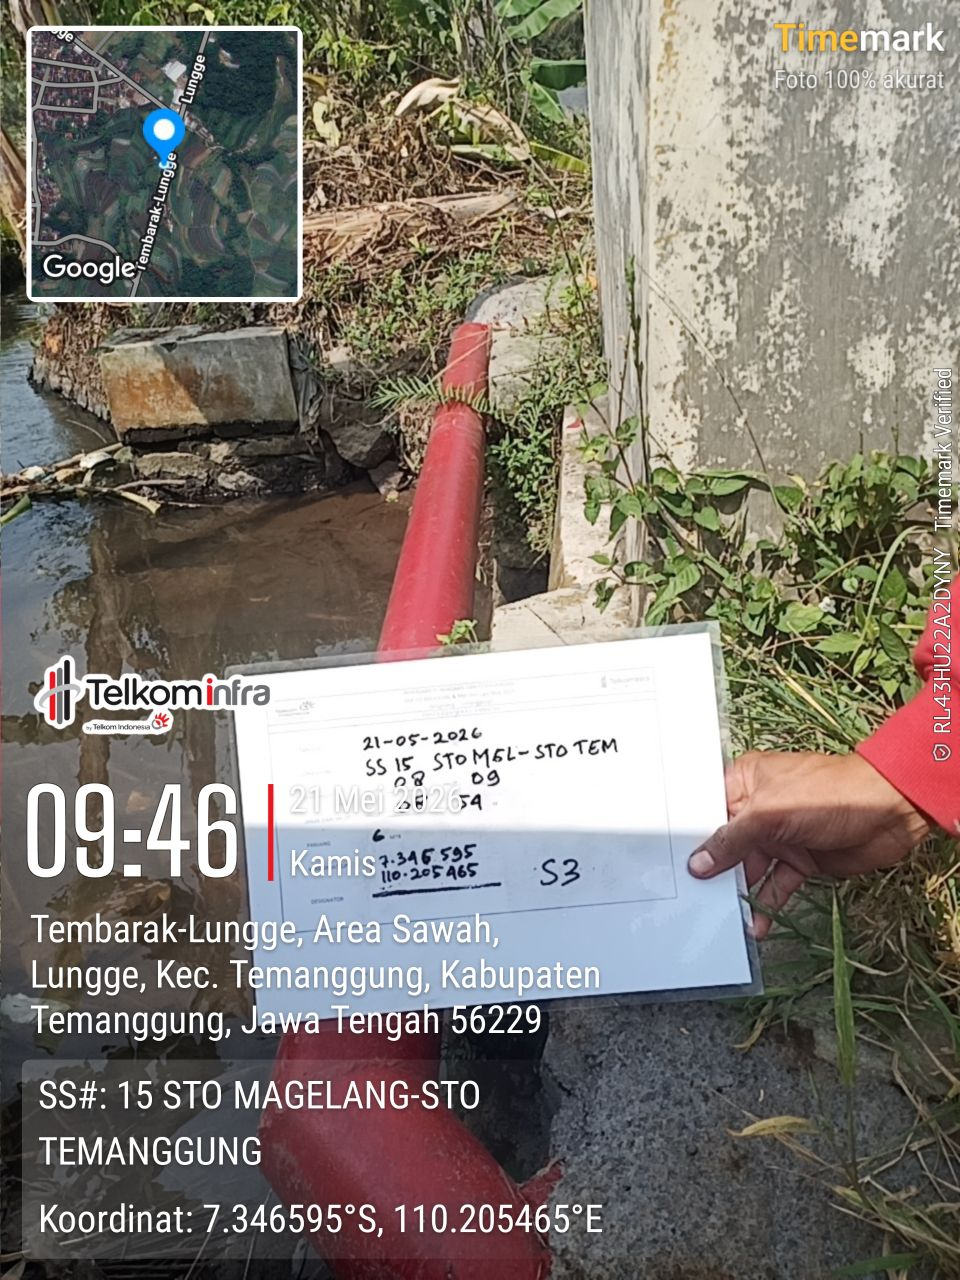 Timemark
Foto 100% akurat
Lungge
Tembarak-Lungge
Google
RL43HU22A2DYNY Timemark Verified
Telkominfra
by Telkom Indonesia
21-05-2026
SS 15 STO MGL-STO TEM
08 09
54
6
7.346595
110.205465
S3
DESIGNATOR
09:46
21 Mei 2026
Kamis
Tembarak-Lungge, Area Sawah,
Lungge, Kec. Temanggung, Kabupaten
Temanggung, Jawa Tengah 56229
SS#: 15 STO MAGELANG-STO
TEMANGGUNG
Koordinat: 7.346595°S, 110.205465°E